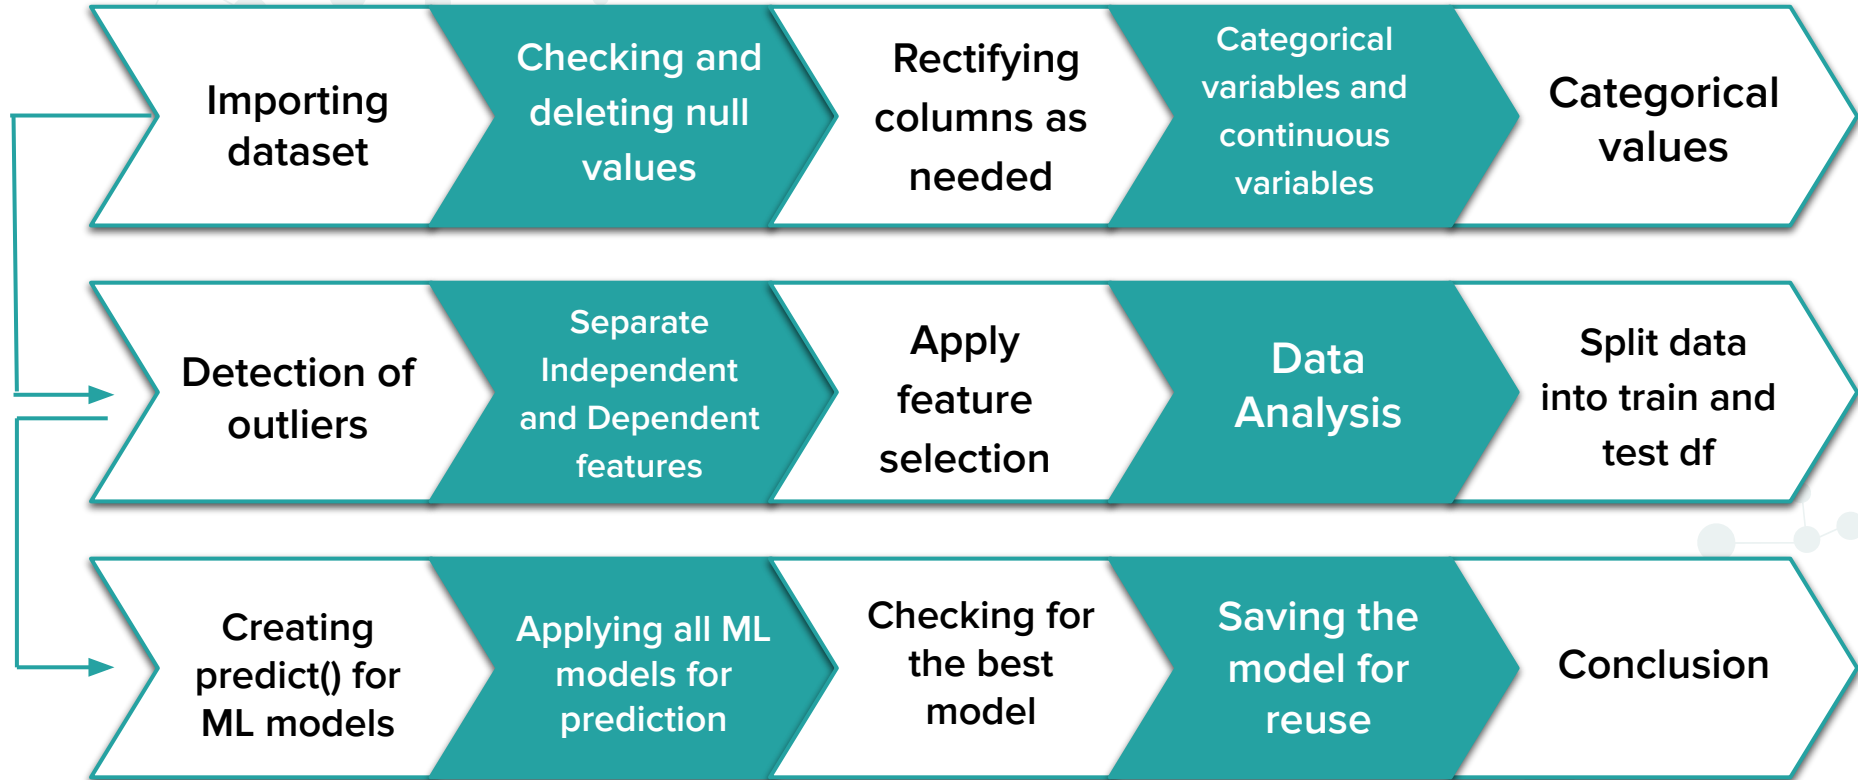 Importing
dataset
Checking and
deleting null
values
Rectifying
columns as
needed
Categorical
variables and
continuous
variables
Categorical
values
Detection of
outliers
Separate
Independent
and Dependent
features
Apply
feature
selection
Data
Analysis
Split data
into train and
test df
Creating
predict() for
ML models
Applying all ML
models for
prediction
Checking for
the best
model
Saving the
model for
reuse
Conclusion